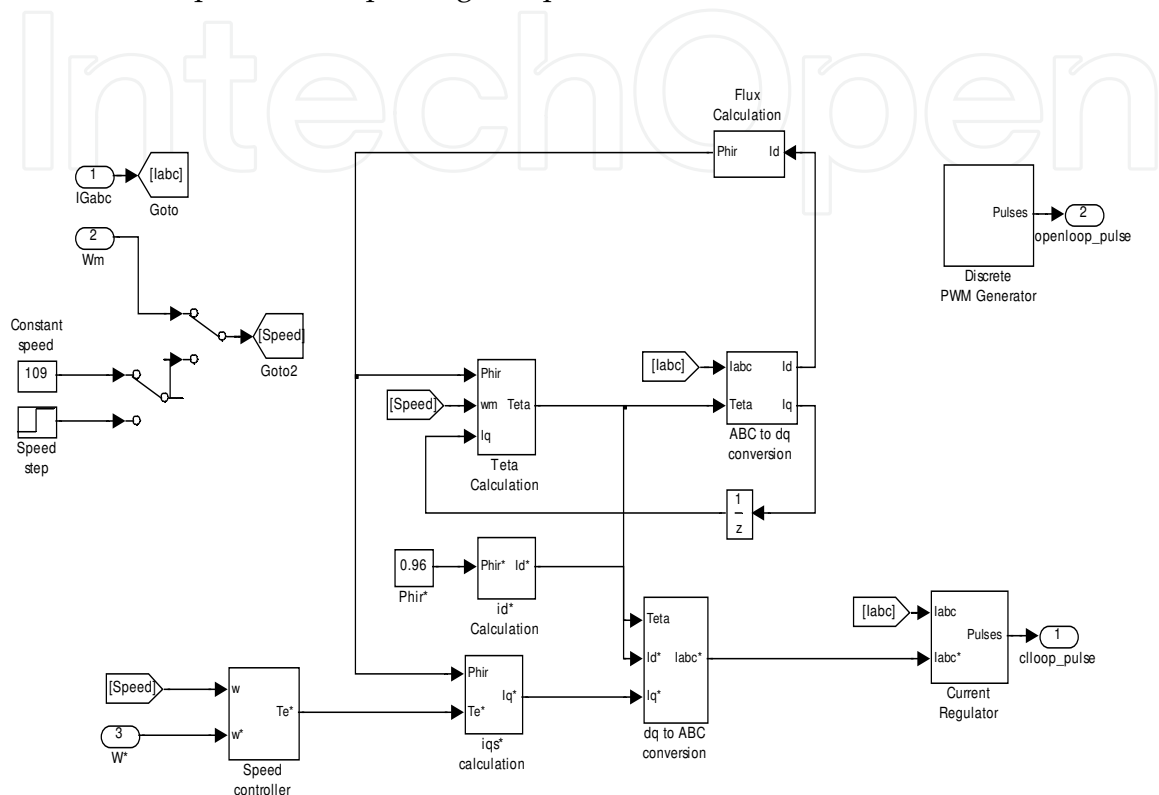 IntechOpen
Flux
Calculation
Phir Id
1
IGabc
[Iabc]
Goto
2
Wm
Constant
speed
109
Speed
step
[Speed]
Goto2
Pulses
2
openloop_pulse
Discrete
PWM Generator
[Speed]
Phir
wm Teta
Iq
Teta
Calculation
[Iabc]
Iabc Id
Teta Iq
ABC to dq
conversion
1
z
0.96
Phir*
Phir* Id*
id*
Calculation
[Speed]
3
W*
w
w* Te*
Speed
controller
Phir
Iq*
Te*
iqs*
calculation
Teta
Id* Iabc*
Iq*
dq to ABC
conversion
[Iabc]
Iabc
Pulses
Iabc*
Current
Regulator
1
clloop_pulse